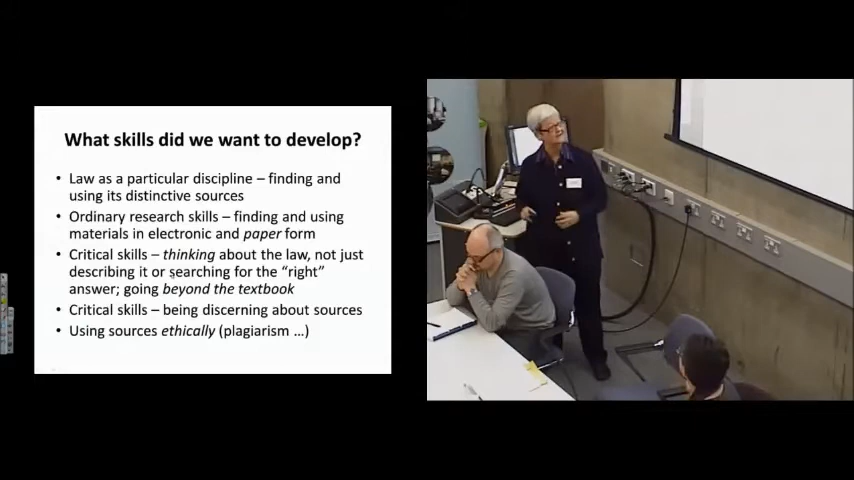 What skills did we want to develop?
• Law as a particular discipline – finding and
using its distinctive sources
• Ordinary research skills – finding and using
materials in electronic and paper form
• Critical skills – thinking about the law, not just
describing it or searching for the “right”
answer; going beyond the textbook
• Critical skills – being discerning about sources
• Using sources ethically (plagiarism ...)